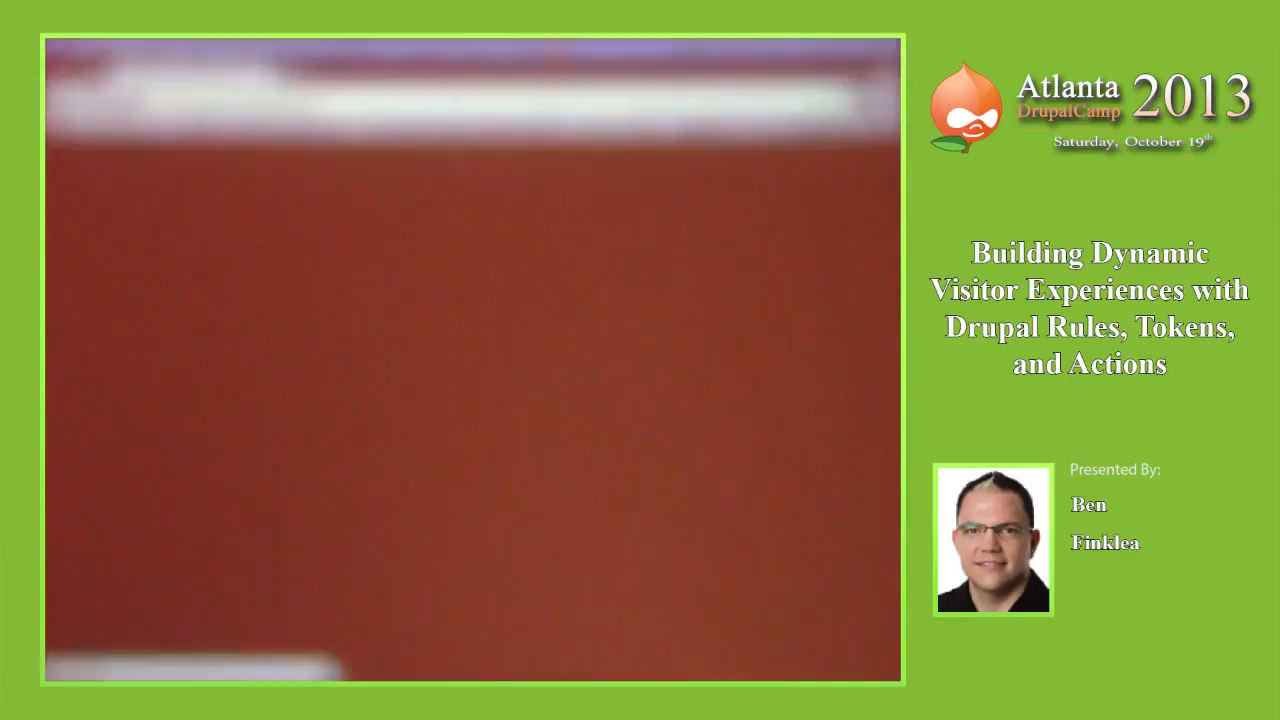 Atlanta
DrupalCamp
2013
Saturday, October 19th
Building Dynamic
Visitor Experiences with
Drupal Rules, Tokens,
and Actions
Presented By:
Ben
Finklea